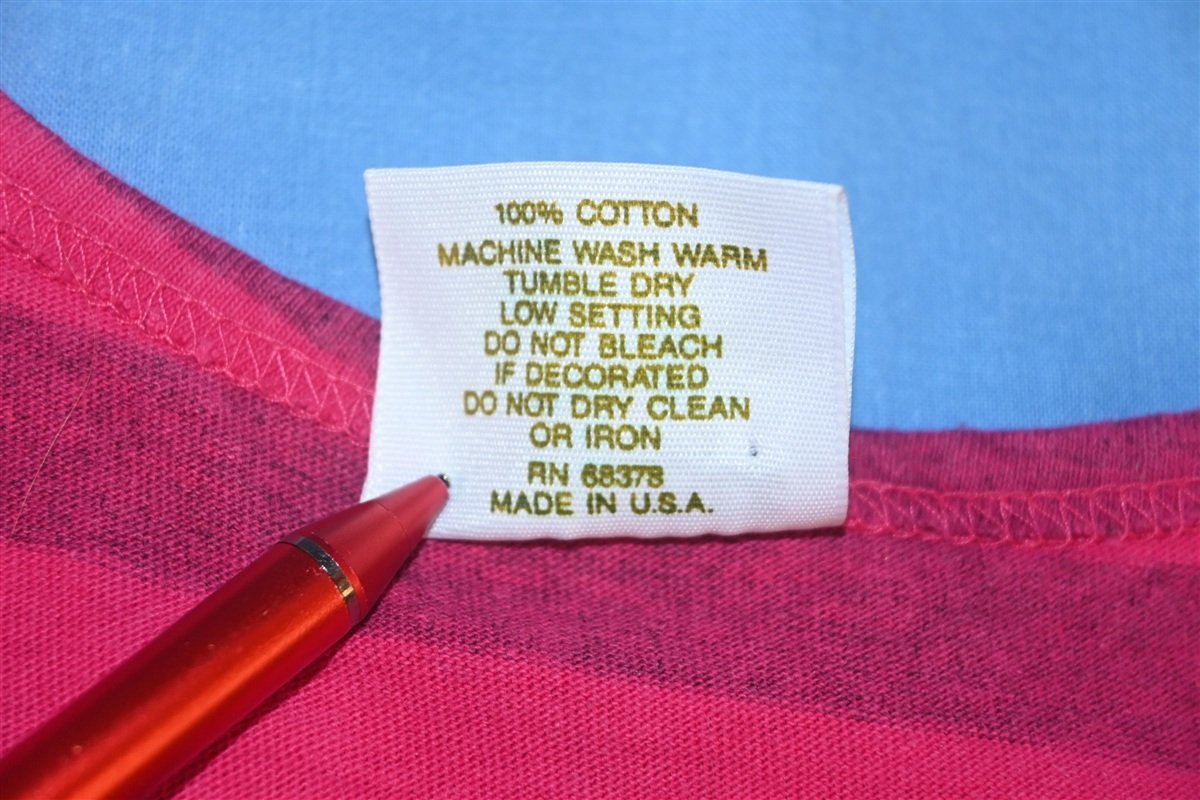 100% COTTON
MACHINE WASH WARM
TUMBLE DRY
LOW SETTING
DO NOT BLEACH
IF DECORATED
DO NOT DRY CLEAN
OR IRON
RN 68378
MADE IN U.S.A.